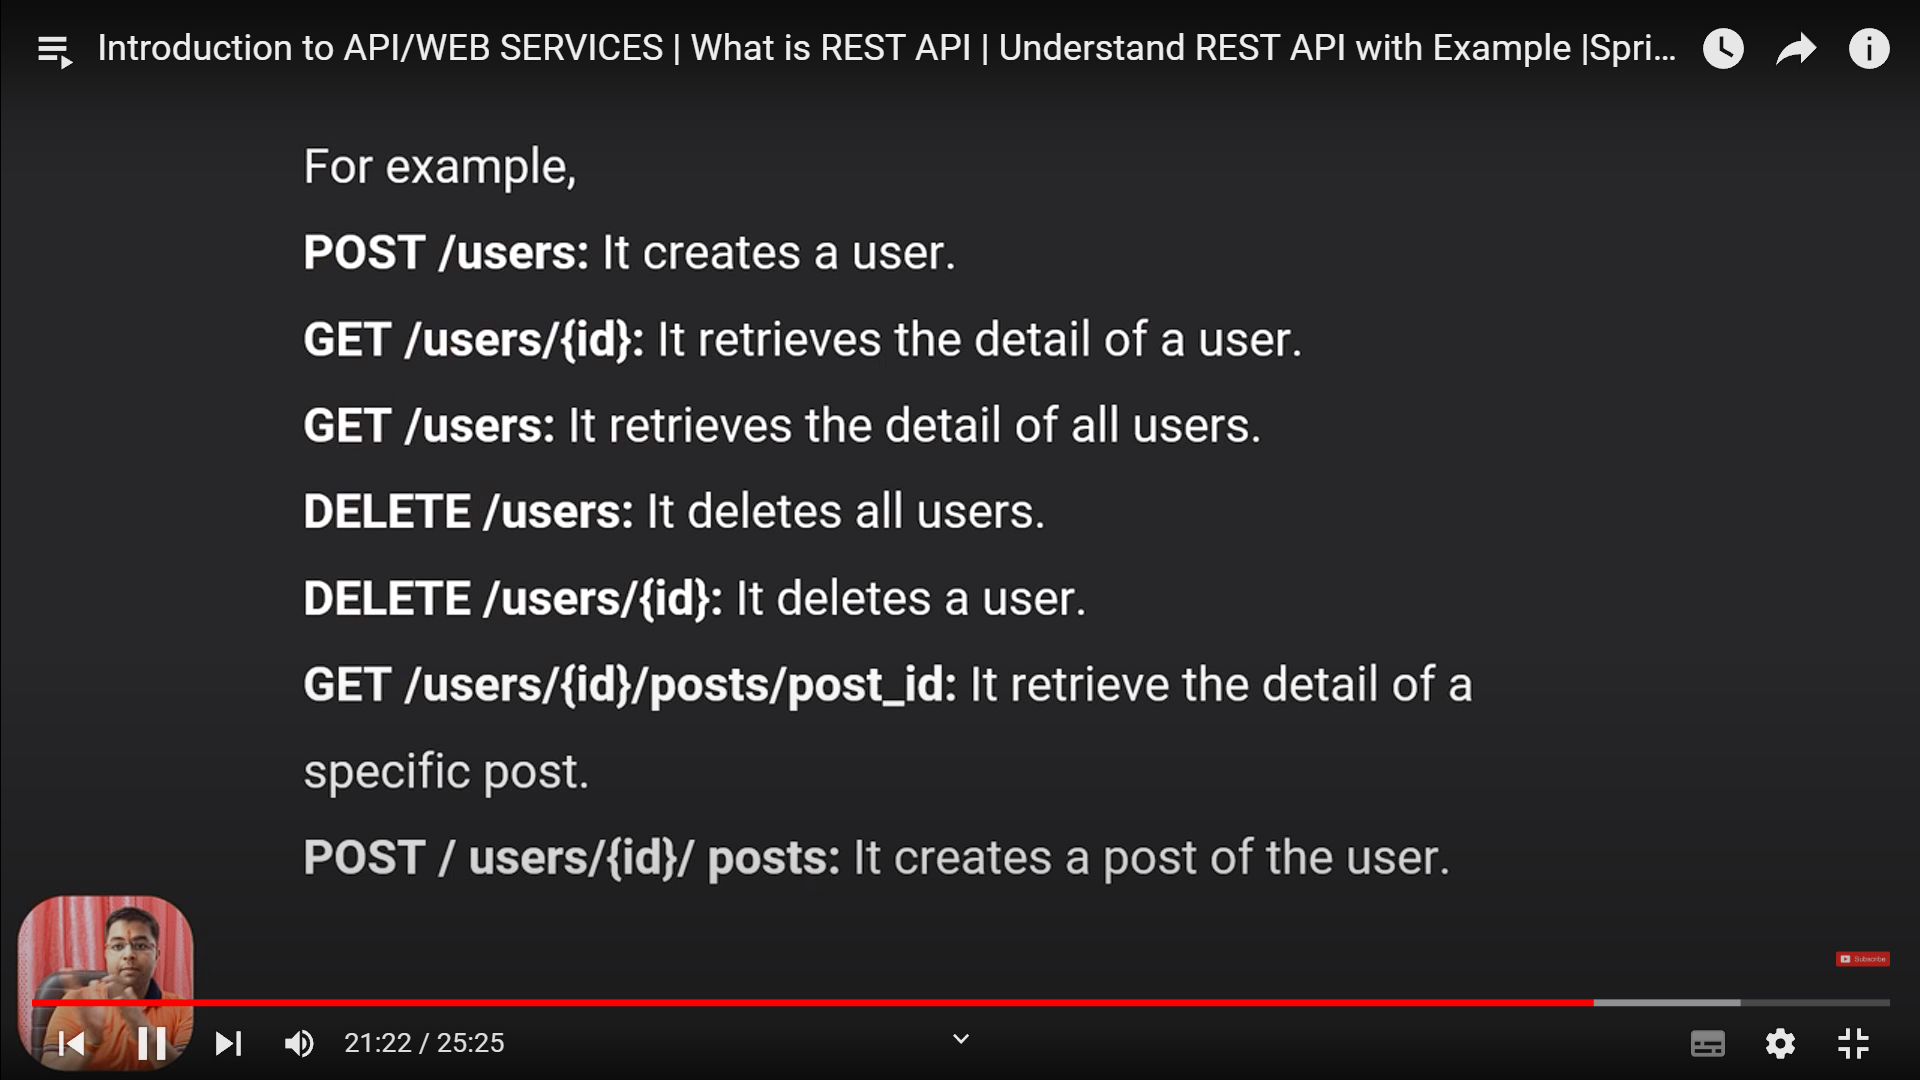 Introduction to API/WEB SERVICES | What is REST API | Understand REST API with Example |Spri...
For example,
POST /users: It creates a user.
GET /users/{id}: It retrieves the detail of a user.
GET /users: It retrieves the detail of all users.
DELETE /users: It deletes all users.
DELETE /users/{id}: It deletes a user.
GET /users/{id}/posts/post_id: It retrieve the detail of a
specific post.
POST / users/{id}/ posts: It creates a post of the user.
Subscribe
21:22 / 25:25